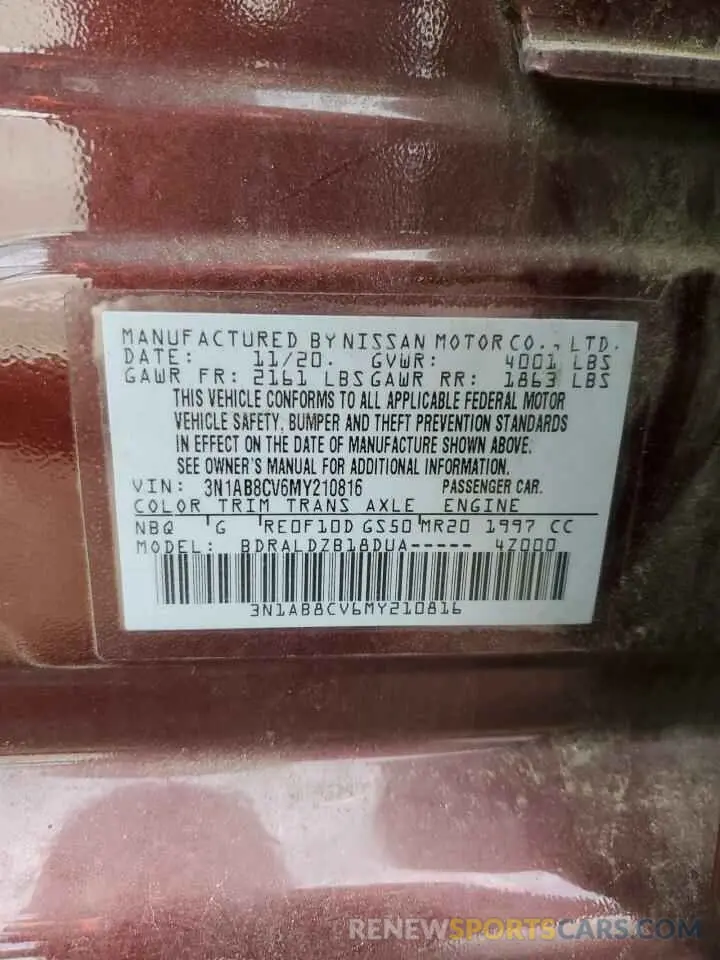 MANUFACTURED BY NISSAN MOTOR CO., LTD.
DATE: 11/20. GVWR: 4001 LBS
GAWR FR: 2161 LBS GAWR RR: 1863 LBS
THIS VEHICLE CONFORMS TO ALL APPLICABLE FEDERAL MOTOR
VEHICLE SAFETY, BUMPER AND THEFT PREVENTION STANDARDS
IN EFFECT ON THE DATE OF MANUFACTURE SHOWN ABOVE.
SEE OWNER'S MANUAL FOR ADDITIONAL INFORMATION.
VIN: 3N1AB8CV6MY210816 PASSENGER CAR.
COLOR TRIM TRANS AXLE ENGINE
NBQ G RE0F10D GS50 MR20 1997 CC
MODEL: BDRALDZB18DUA----- 4Z000
3N1AB8CV6MY210816
RENEWSPORTSCARS.COM